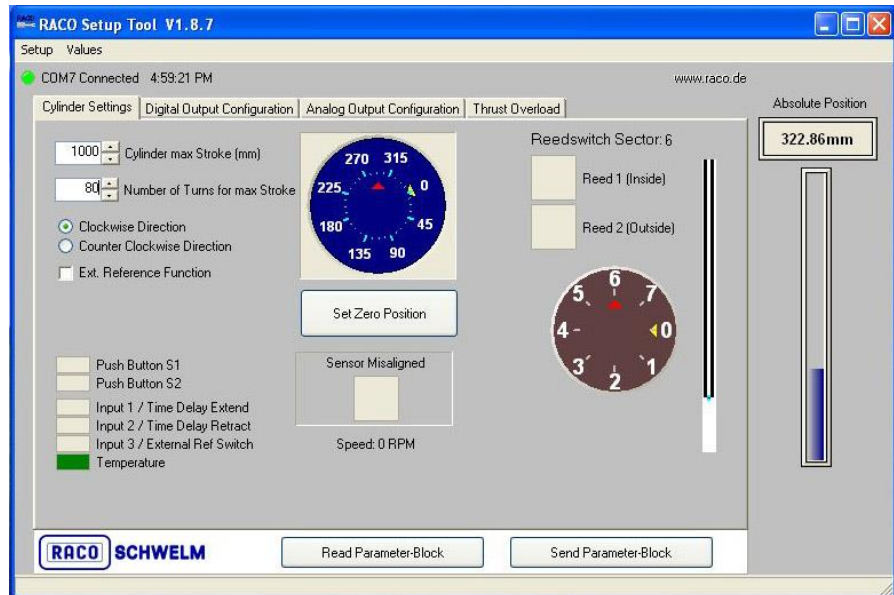 RACO Setup Tool V1.8.7
Setup Values
COM7 Connected 4:59:21 PM
www.raco.de
Cylinder Settings
Digital Output Configuration
Analog Output Configuration
Thrust Overload
Absolute Position
322.86mm
1000 Cylinder max Stroke (mm)
80 Number of Turns for max Stroke
Clockwise Direction
Counter Clockwise Direction
Ext. Reference Function
270 315
225 0
180 45
135 90
Set Zero Position
Reedswitch Sector: 6
Reed 1 (Inside)
Reed 2 (Outside)
6
5 7
4 0
3 1
2
Sensor Misaligned
Speed: 0 RPM
Push Button S1
Push Button S2
Input 1 / Time Delay Extend
Input 2 / Time Delay Retract
Input 3 / External Ref Switch
Temperature
RACO SCHWELM
Read Parameter-Block
Send Parameter-Block